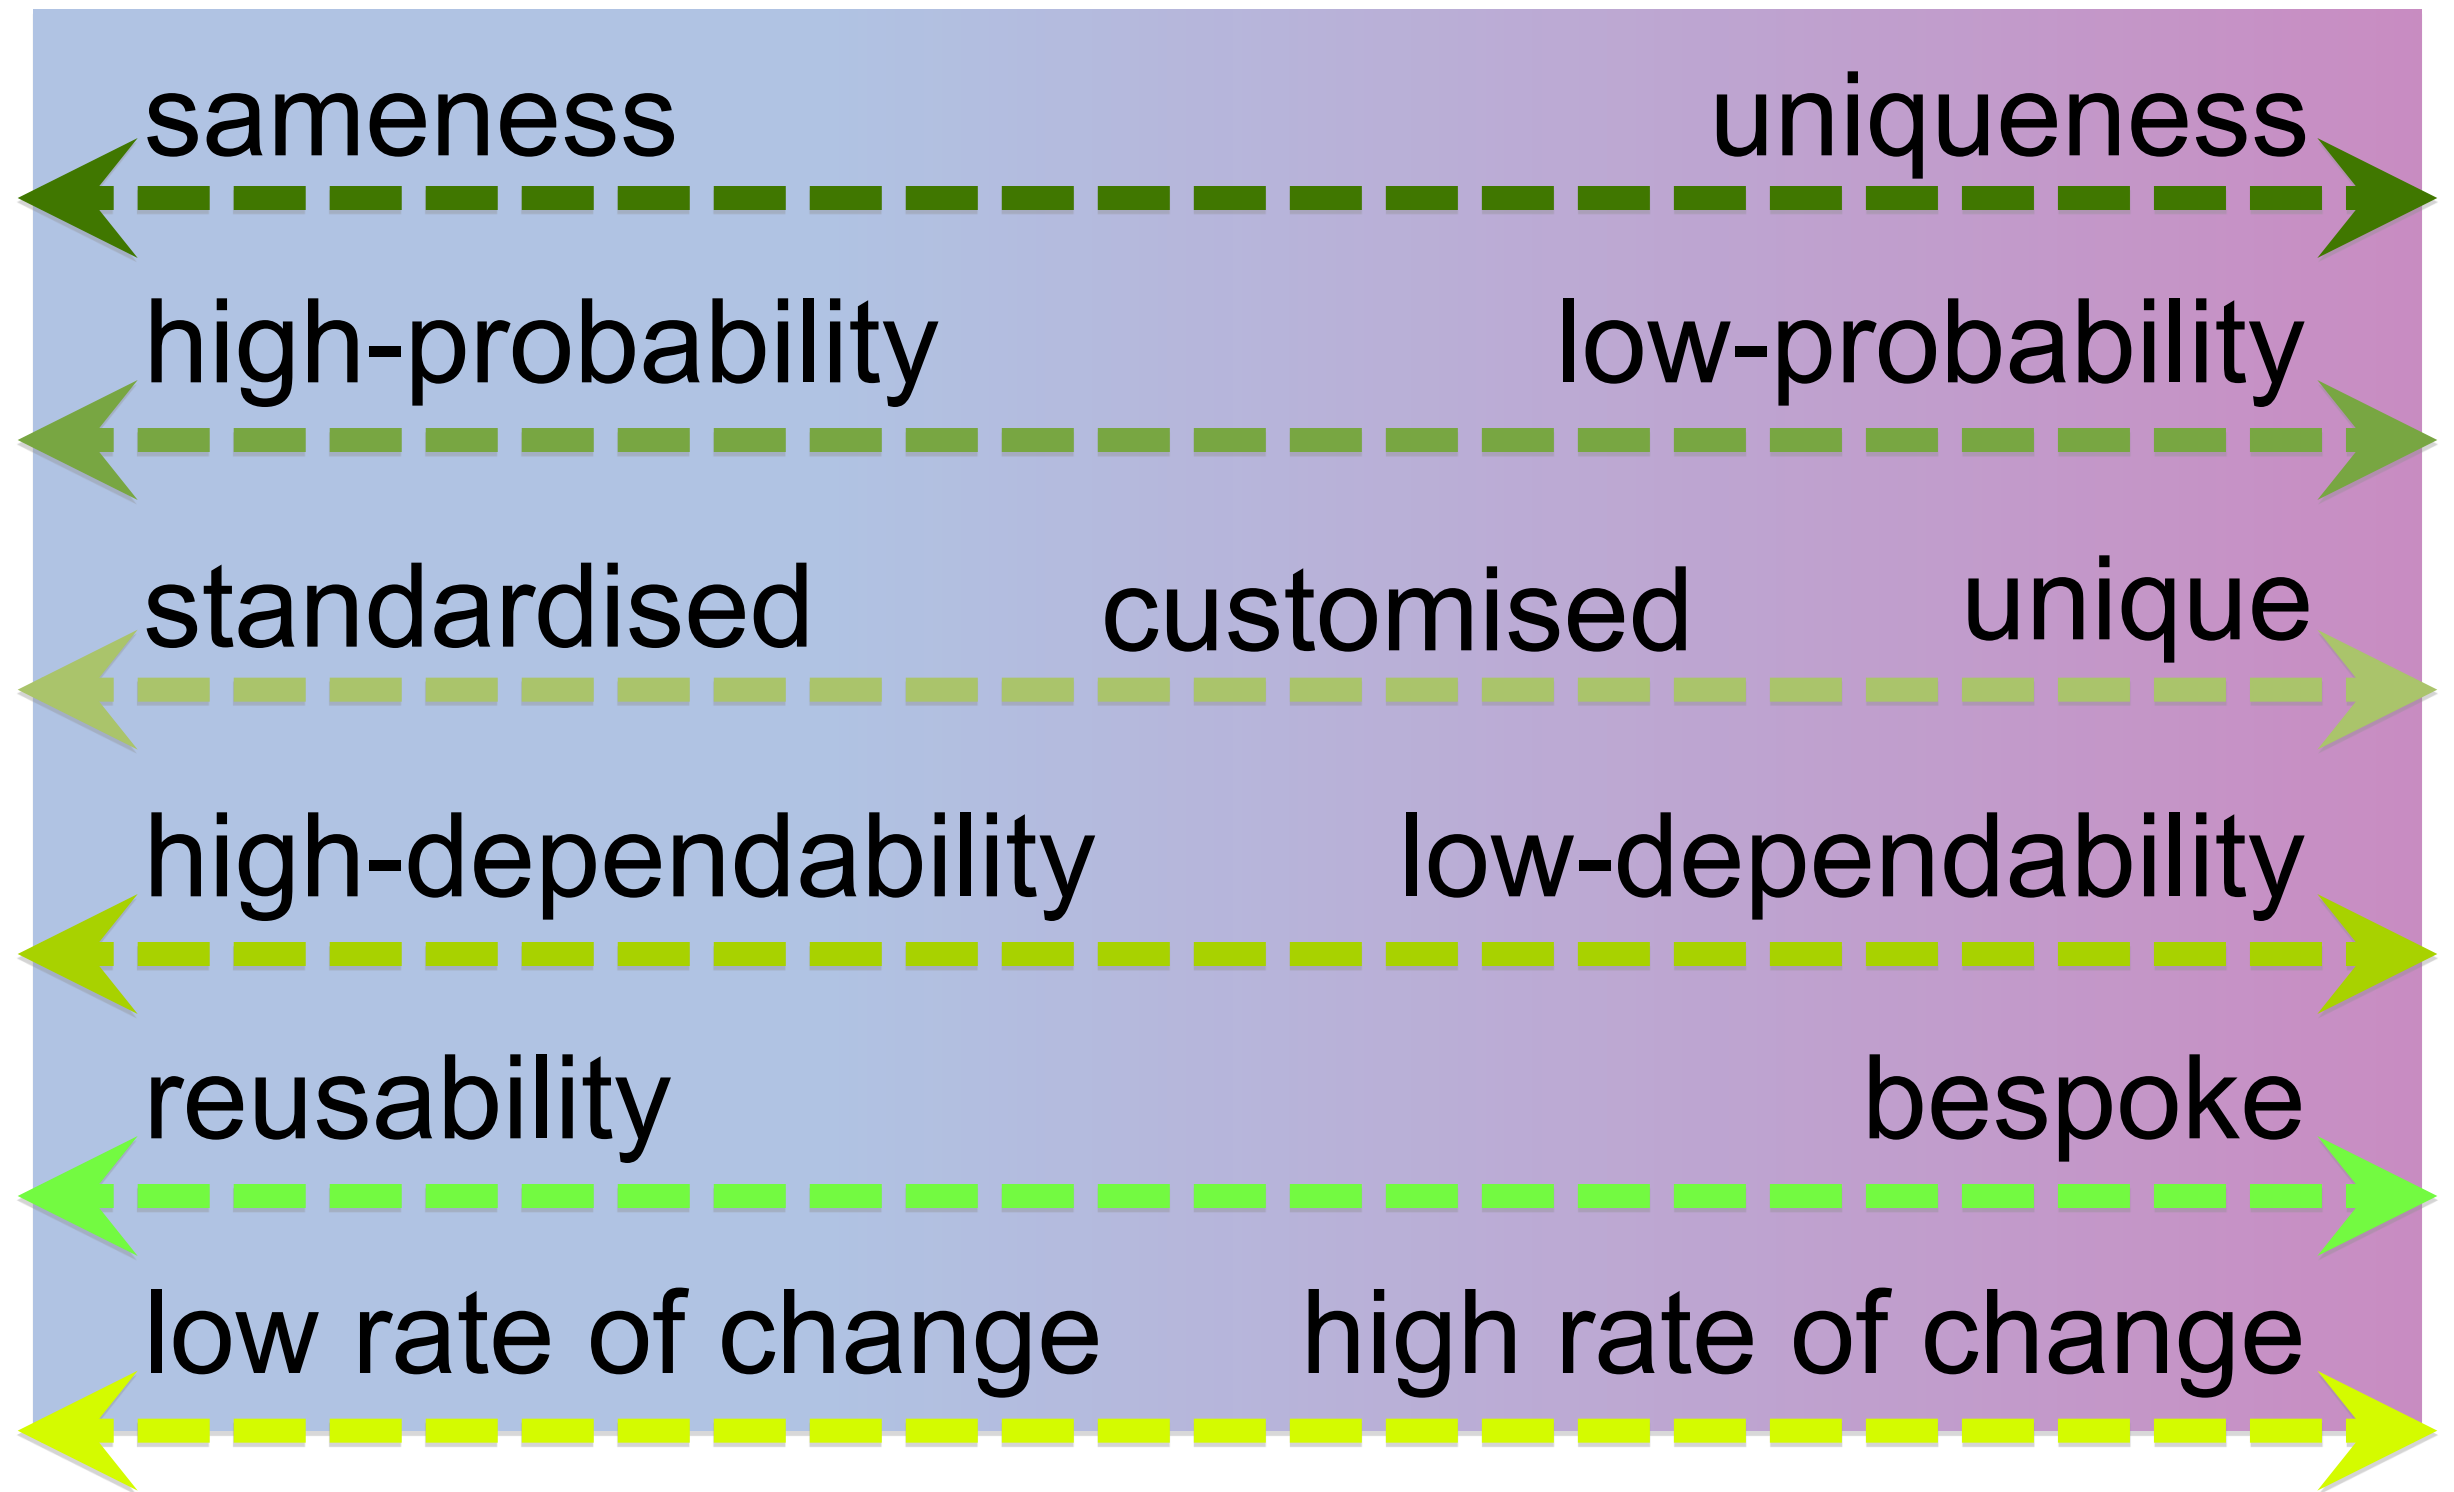 sameness uniqueness
high-probability low-probability
standardised customised unique
high-dependability low-dependability
reusability bespoke
low rate of change high rate of change